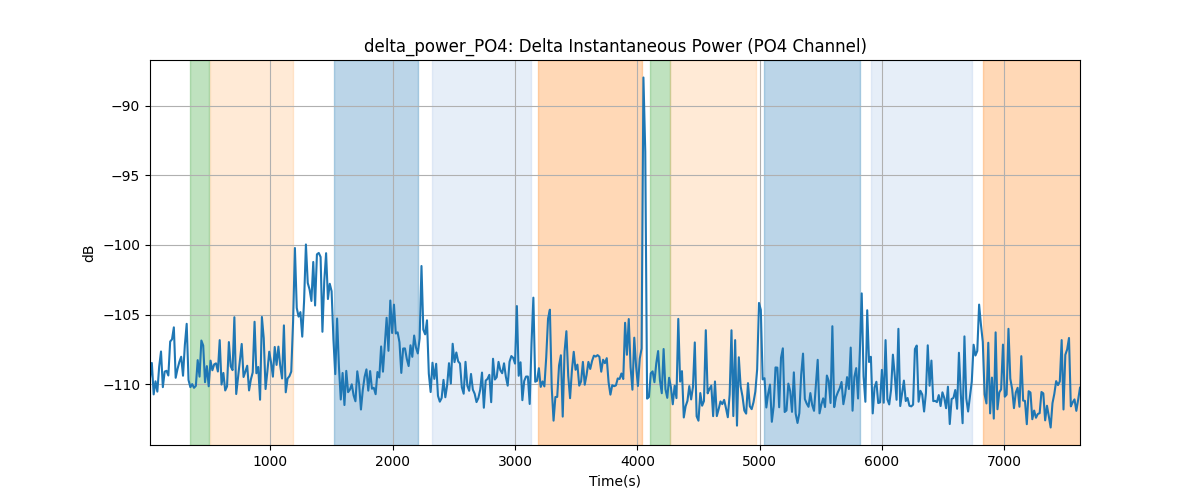 delta_power_PO4: Delta Instantaneous Power (PO4 Channel)
dB
−90
−95
−100
−105
−110
1000 2000 3000 4000 5000 6000 7000
Time(s)